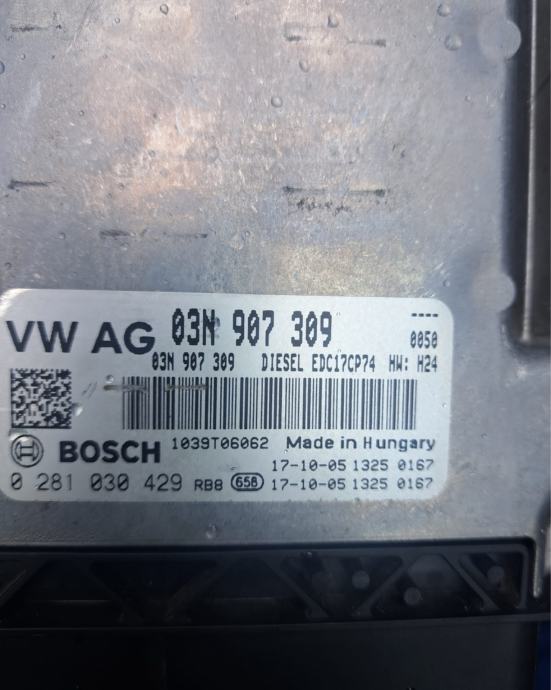 VW AG 03N 907 309 ----
0050
03N 907 309 DIESEL EDC17CP74 HW: H24
BOSCH 1039T06062 Made in Hungary
17-10-05 1325 0167
0 281 030 429 RB8 658 17-10-05 1325 0167